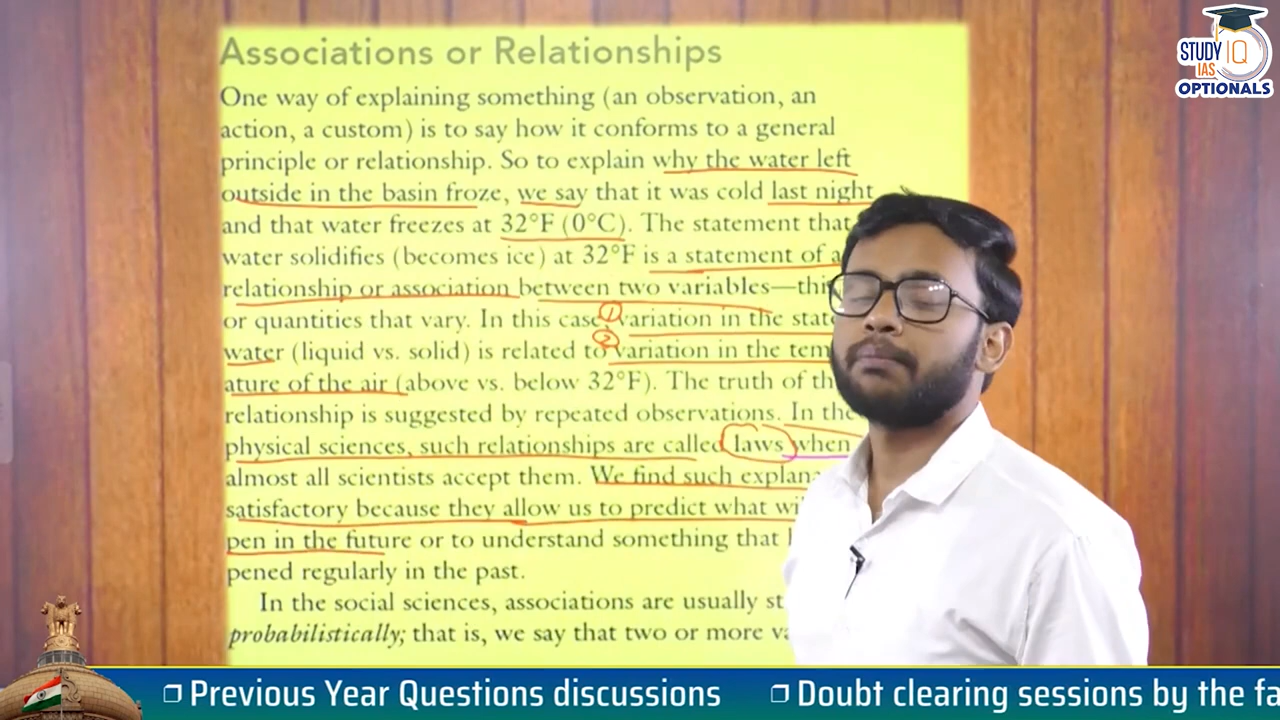 Associations or Relationships
One way of explaining something (an observation, an
action, a custom) is to say how it conforms to a general
principle or relationship. So to explain why the water left
outside in the basin froze, we say that it was cold last night
and that water freezes at 32°F (0°C). The statement that
water solidifies (becomes ice) at 32°F is a statement of a
relationship or association between two variables—thi
or quantities that vary. In this case, variation in the state
water (liquid vs. solid) is related to variation in the tem
ature of the air (above vs. below 32°F). The truth of th
relationship is suggested by repeated observations. In the
physical sciences, such relationships are called laws when
almost all scientists accept them. We find such explana
satisfactory because they allow us to predict what wi
pen in the future or to understand something that
pened regularly in the past.
In the social sciences, associations are usually st
probabilistically; that is, we say that two or more va
1
2
STUDY IQ
IAS
OPTIONALS
Previous Year Questions discussions
Doubt clearing sessions by the fa